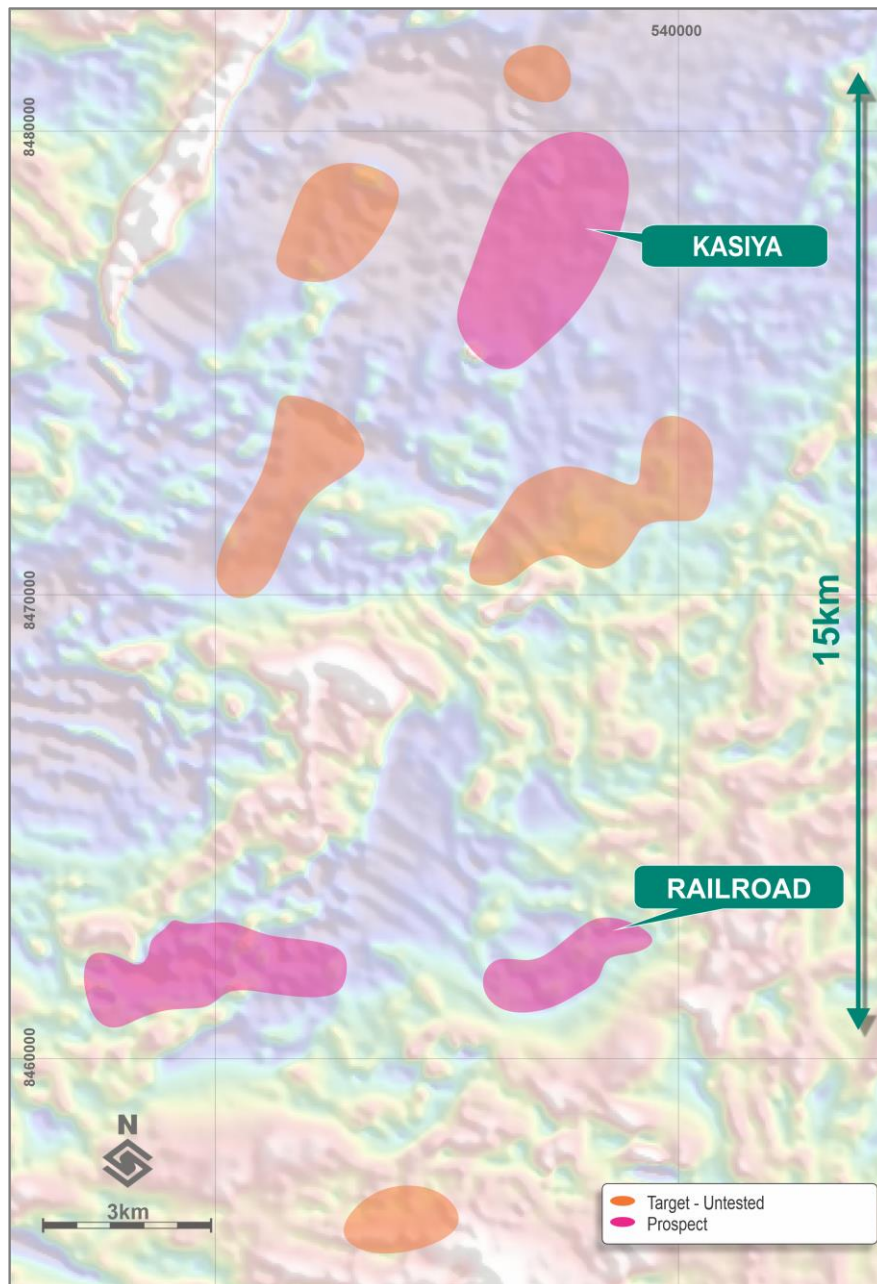 540000
8480000
KASIYA
8470000
15km
RAILROAD
8460000
N
3km
Target - Untested
Prospect